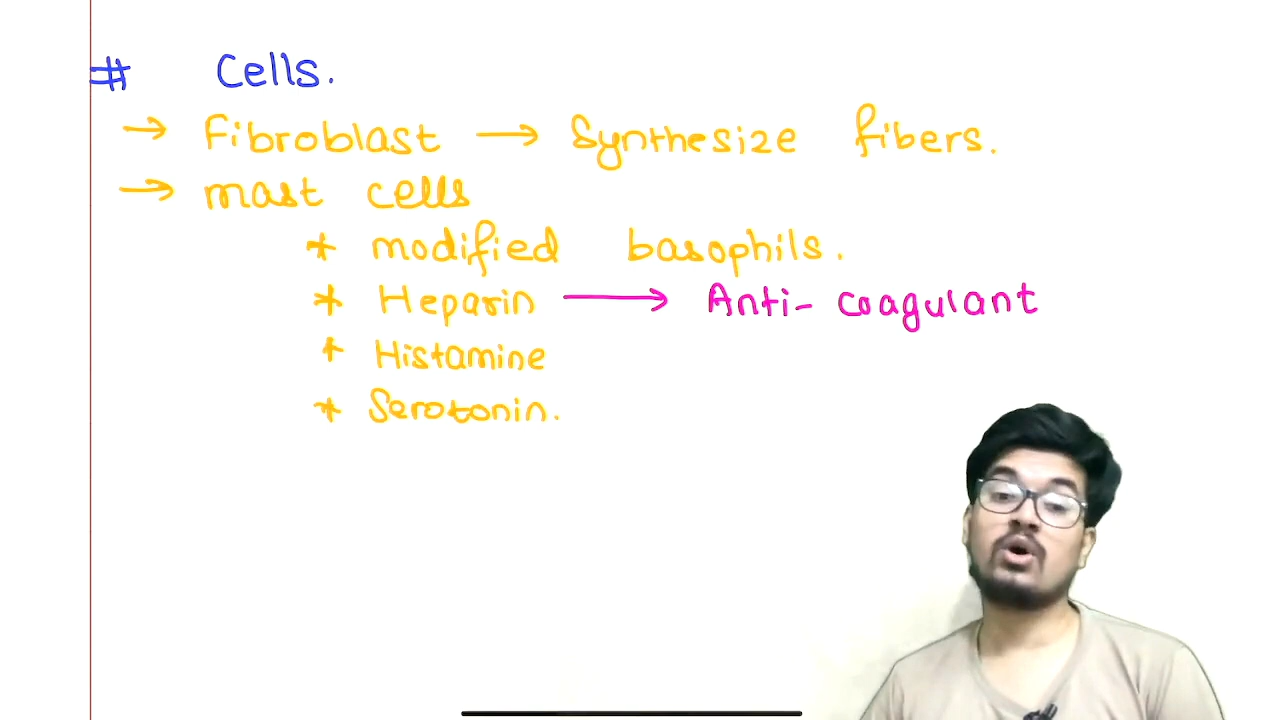 # Cells.
→ Fibroblast → Synthesize fibers.
→ mast cells
* modified basophils.
* Heparin → Anti-coagulant
* Histamine
* Serotonin.